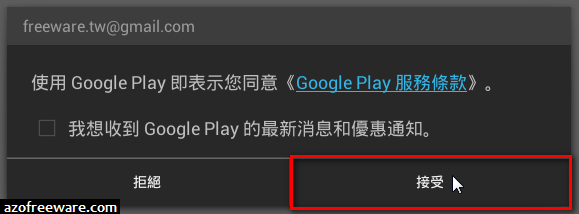 freeware.tw@gmail.com
使用 Google Play 即表示您同意《Google Play 服務條款》。
我想收到 Google Play 的最新消息和優惠通知。
拒絕
接受
azofreeware.com